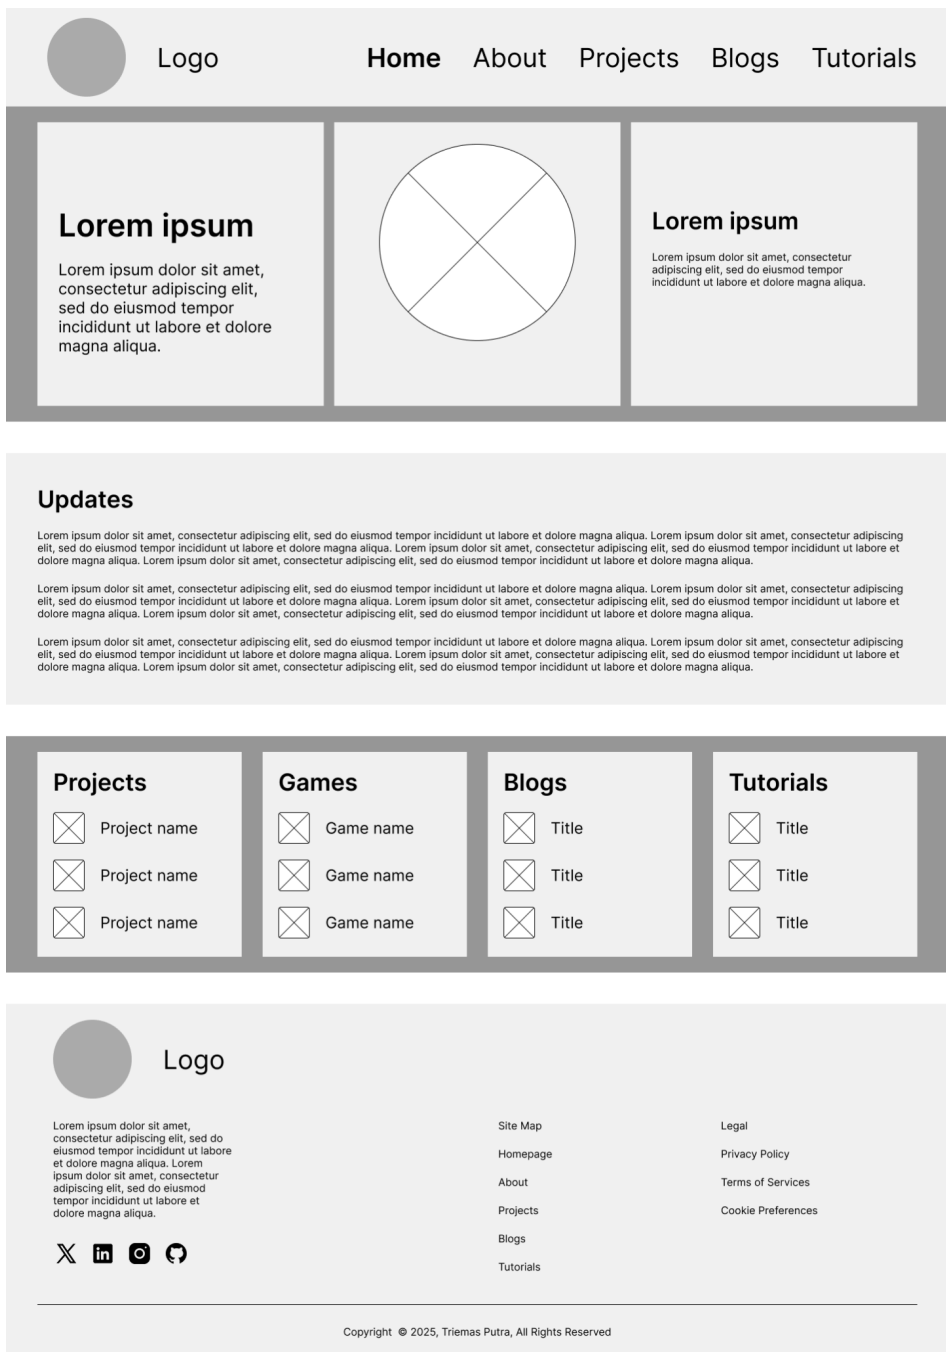 Logo
Home About Projects Blogs Tutorials
Lorem ipsum
Lorem ipsum dolor sit amet,
consectetur adipiscing elit,
sed do eiusmod tempor
incididunt ut labore et dolore
magna aliqua.
Lorem ipsum
Lorem ipsum dolor sit amet, consectetur
adipiscing elit, sed do eiusmod tempor
incididunt ut labore et dolore magna aliqua.
Updates
Lorem ipsum dolor sit amet, consectetur adipiscing elit, sed do eiusmod tempor incididunt ut labore et dolore magna aliqua. Lorem ipsum dolor sit amet, consectetur adipiscing
elit, sed do eiusmod tempor incididunt ut labore et dolore magna aliqua. Lorem ipsum dolor sit amet, consectetur adipiscing elit, sed do eiusmod tempor incididunt ut labore et
dolore magna aliqua. Lorem ipsum dolor sit amet, consectetur adipiscing elit, sed do eiusmod tempor incididunt ut labore et dolore magna aliqua.
Lorem ipsum dolor sit amet, consectetur adipiscing elit, sed do eiusmod tempor incididunt ut labore et dolore magna aliqua. Lorem ipsum dolor sit amet, consectetur adipiscing
elit, sed do eiusmod tempor incididunt ut labore et dolore magna aliqua. Lorem ipsum dolor sit amet, consectetur adipiscing elit, sed do eiusmod tempor incididunt ut labore et
dolore magna aliqua. Lorem ipsum dolor sit amet, consectetur adipiscing elit, sed do eiusmod tempor incididunt ut labore et dolore magna aliqua.
Lorem ipsum dolor sit amet, consectetur adipiscing elit, sed do eiusmod tempor incididunt ut labore et dolore magna aliqua. Lorem ipsum dolor sit amet, consectetur adipiscing
elit, sed do eiusmod tempor incididunt ut labore et dolore magna aliqua. Lorem ipsum dolor sit amet, consectetur adipiscing elit, sed do eiusmod tempor incididunt ut labore et
dolore magna aliqua. Lorem ipsum dolor sit amet, consectetur adipiscing elit, sed do eiusmod tempor incididunt ut labore et dolore magna aliqua.
Projects
Project name
Project name
Project name
Games
Game name
Game name
Game name
Blogs
Title
Title
Title
Tutorials
Title
Title
Title
Logo
Lorem ipsum dolor sit amet,
consectetur adipiscing elit, sed do
eiusmod tempor incididunt ut labore
et dolore magna aliqua. Lorem
ipsum dolor sit amet, consectetur
adipiscing elit, sed do eiusmod
tempor incididunt ut labore et
dolore magna aliqua.
Site Map
Homepage
About
Projects
Blogs
Tutorials
Legal
Privacy Policy
Terms of Services
Cookie Preferences
Copyright © 2025, Triemas Putra, All Rights Reserved